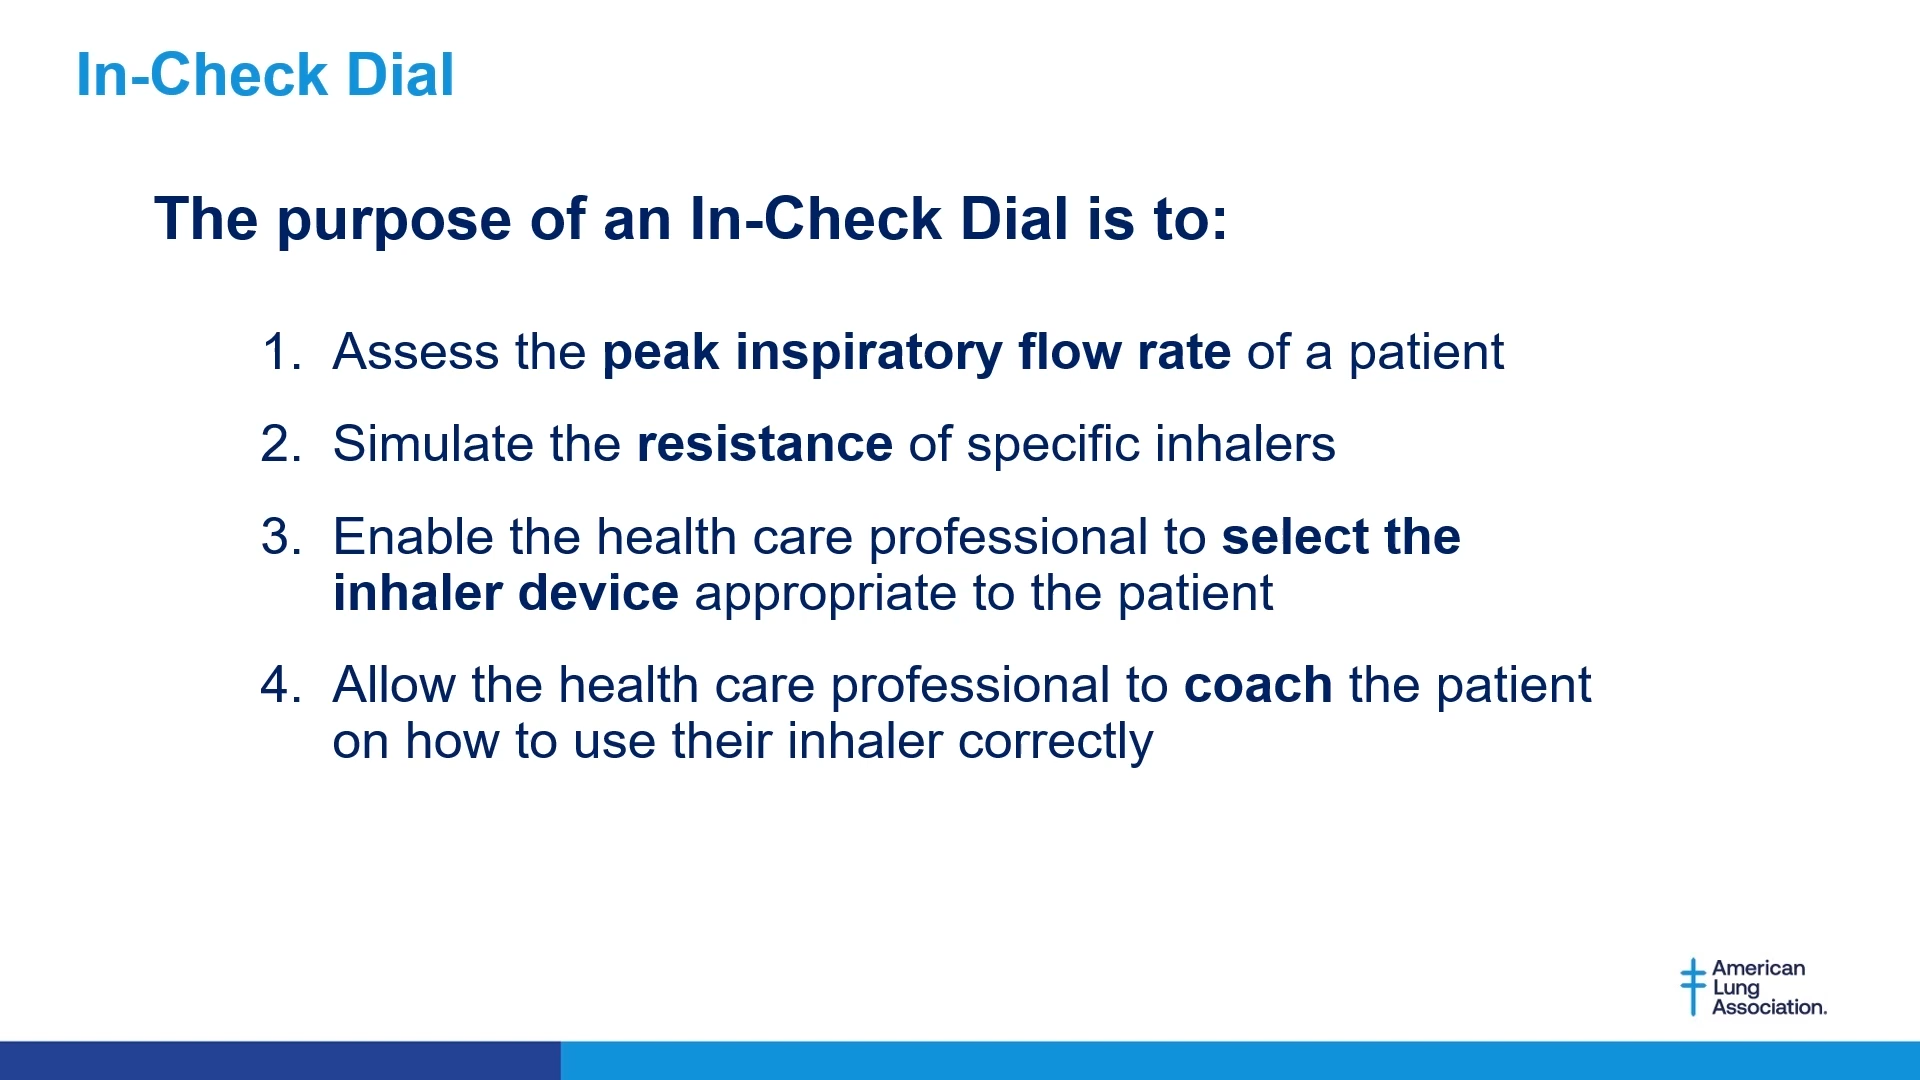 In-Check Dial
The purpose of an In-Check Dial is to:
1. Assess the peak inspiratory flow rate of a patient
2. Simulate the resistance of specific inhalers
3. Enable the health care professional to select the
inhaler device appropriate to the patient
4. Allow the health care professional to coach the patient
on how to use their inhaler correctly
American
Lung
Association.